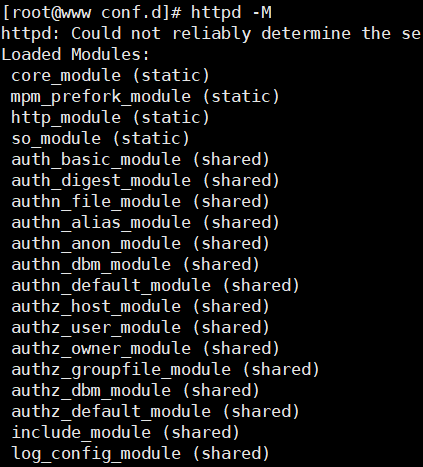 [root@www conf.d]# httpd -M
httpd: Could not reliably determine the se
Loaded Modules:
core_module (static)
mpm_prefork_module (static)
http_module (static)
so_module (static)
auth_basic_module (shared)
auth_digest_module (shared)
authn_file_module (shared)
authn_alias_module (shared)
authn_anon_module (shared)
authn_dbm_module (shared)
authn_default_module (shared)
authz_host_module (shared)
authz_user_module (shared)
authz_owner_module (shared)
authz_groupfile_module (shared)
authz_dbm_module (shared)
authz_default_module (shared)
include_module (shared)
log_config_module (shared)